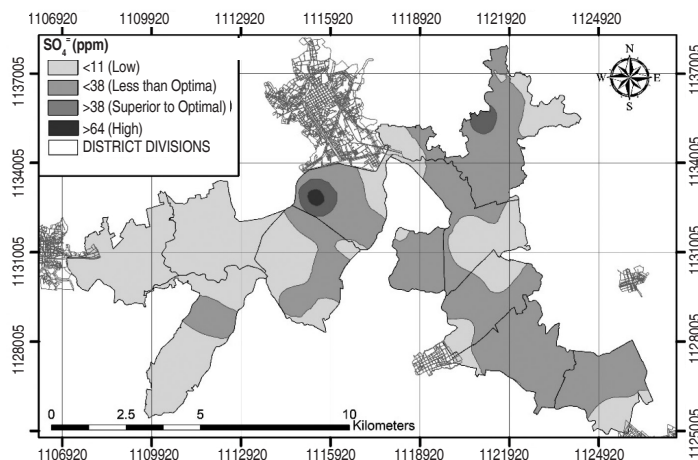 1106920 1109920 1112920 1115920 1118920 1121920 1124920
SO4= (ppm)
<11 (Low)
<38 (Less than Optima)
>38 (Superior to Optimal) l
>64 (High)
DISTRICT DIVISIONS
N
W E
S
1137005 1137005
1134005 1134005
1131005 1131005
1128005 1128005
1125005 1125005
0 2.5 5 10
Kilometers
1106920 1109920 1112920 1115920 1118920 1121920 1124920